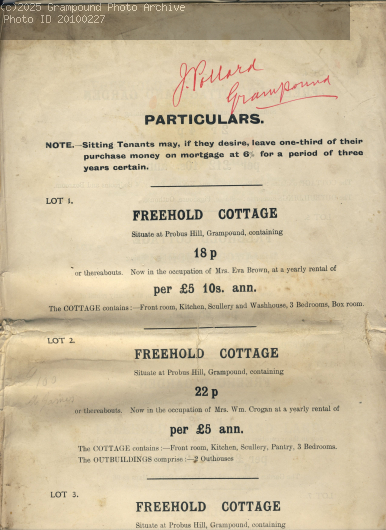 (c)2025 Grampound Photo Archive
Photo ID 20100227
J. Pollard
Grampound
PARTICULARS.
NOTE.—Sitting Tenants may, if they desire, leave one-third of their
purchase money on mortgage at 6% for a period of three
years certain.
LOT 1.
FREEHOLD COTTAGE
Situate at Probus Hill, Grampound, containing
18 p
or thereabouts. Now in the occupation of Mrs. Eva Brown, at a yearly rental of
per £5 10s. ann.
The COTTAGE contains:—Front room, Kitchen, Scullery and Washhouse, 3 Bedrooms, Box room.
LOT 2.
FREEHOLD COTTAGE
Situate at Probus Hill, Grampound, containing
22 p
or thereabouts. Now in the occupation of Mrs. Wm. Crogan at a yearly rental of
per £5 ann.
The COTTAGE contains:—Front room, Kitchen, Scullery, Pantry, 3 Bedrooms.
The OUTBUILDINGS comprise:—2 Outhouses
LOT 3.
FREEHOLD COTTAGE
Situate at Probus Hill, Grampound, containing